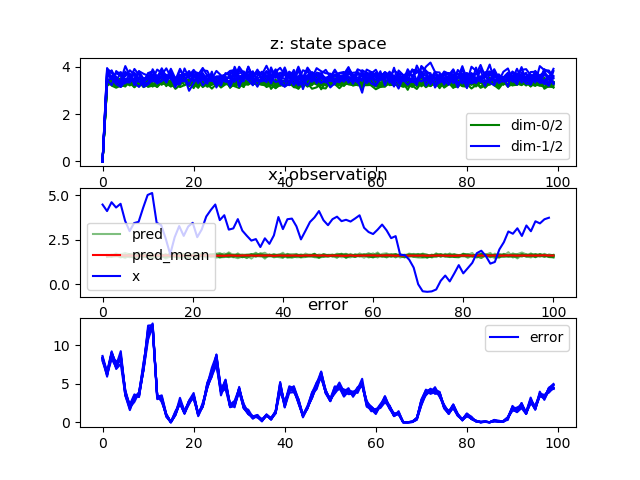 z: state space
4
2
0
dim-0/2
dim-1/2
0 20 40 60 80 100
x: observation
5.0
2.5
0.0
pred
pred_mean
x
0 20 40 60 80 100
error
10
5
0
error
0 20 40 60 80 100